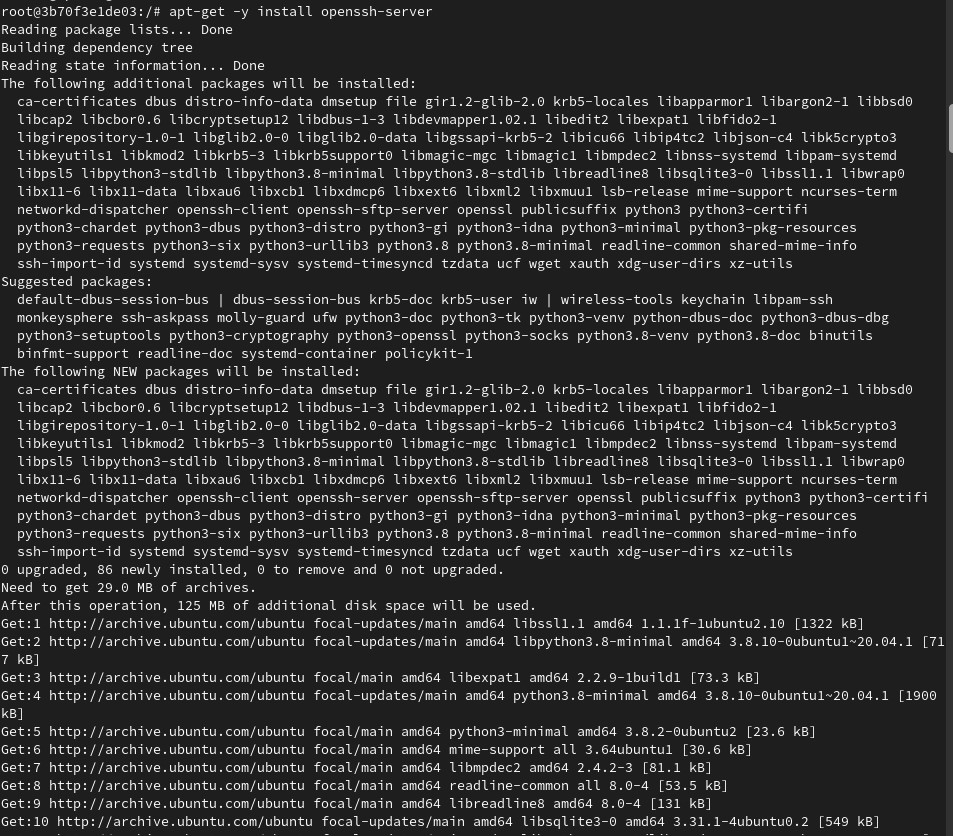 root@3b70f3e1de03:/# apt-get -y install openssh-server
Reading package lists... Done
Building dependency tree
Reading state information... Done
The following additional packages will be installed:
  ca-certificates dbus distro-info-data dmsetup file gir1.2-glib-2.0 krb5-locales libapparmor1 libargon2-1 libbsd0
  libcap2 libcbor0.6 libcryptsetup12 libdbus-1-3 libdevmapper1.02.1 libedit2 libexpat1 libfido2-1
  libgirepository-1.0-1 libglib2.0-0 libglib2.0-data libgssapi-krb5-2 libicu66 libip4tc2 libjson-c4 libk5crypto3
  libkeyutils1 libkmod2 libkrb5-3 libkrb5support0 libmagic-mgc libmagic1 libmpdec2 libnss-systemd libpam-systemd
  libpsl5 libpython3-stdlib libpython3.8-minimal libpython3.8-stdlib libreadline8 libsqlite3-0 libssl1.1 libwrap0
  libx11-6 libx11-data libxau6 libxcb1 libxdmcp6 libxext6 libxml2 libxmuu1 lsb-release mime-support ncurses-term
  networkd-dispatcher openssh-client openssh-sftp-server openssl publicsuffix python3 python3-certifi
  python3-chardet python3-dbus python3-distro python3-gi python3-idna python3-minimal python3-pkg-resources
  python3-requests python3-six python3-urllib3 python3.8 python3.8-minimal readline-common shared-mime-info
  ssh-import-id systemd systemd-sysv systemd-timesyncd tzdata ucf wget xauth xdg-user-dirs xz-utils
Suggested packages:
  default-dbus-session-bus | dbus-session-bus krb5-doc krb5-user iw | wireless-tools keychain libpam-ssh
  monkeysphere ssh-askpass molly-guard ufw python3-doc python3-tk python3-venv python-dbus-doc python3-dbus-dbg
  python3-setuptools python3-cryptography python3-openssl python3-socks python3.8-venv python3.8-doc binutils
  binfmt-support readline-doc systemd-container policykit-1
The following NEW packages will be installed:
  ca-certificates dbus distro-info-data dmsetup file gir1.2-glib-2.0 krb5-locales libapparmor1 libargon2-1 libbsd0
  libcap2 libcbor0.6 libcryptsetup12 libdbus-1-3 libdevmapper1.02.1 libedit2 libexpat1 libfido2-1
  libgirepository-1.0-1 libglib2.0-0 libglib2.0-data libgssapi-krb5-2 libicu66 libip4tc2 libjson-c4 libk5crypto3
  libkeyutils1 libkmod2 libkrb5-3 libkrb5support0 libmagic-mgc libmagic1 libmpdec2 libnss-systemd libpam-systemd
  libpsl5 libpython3-stdlib libpython3.8-minimal libpython3.8-stdlib libreadline8 libsqlite3-0 libssl1.1 libwrap0
  libx11-6 libx11-data libxau6 libxcb1 libxdmcp6 libxext6 libxml2 libxmuu1 lsb-release mime-support ncurses-term
  networkd-dispatcher openssh-client openssh-server openssh-sftp-server openssl publicsuffix python3 python3-certifi
  python3-chardet python3-dbus python3-distro python3-gi python3-idna python3-minimal python3-pkg-resources
  python3-requests python3-six python3-urllib3 python3.8 python3.8-minimal readline-common shared-mime-info
  ssh-import-id systemd systemd-sysv systemd-timesyncd tzdata ucf wget xauth xdg-user-dirs xz-utils
0 upgraded, 86 newly installed, 0 to remove and 0 not upgraded.
Need to get 29.0 MB of archives.
After this operation, 125 MB of additional disk space will be used.
Get:1 http://archive.ubuntu.com/ubuntu focal-updates/main amd64 libssl1.1 amd64 1.1.1f-1ubuntu2.10 [1322 kB]
Get:2 http://archive.ubuntu.com/ubuntu focal-updates/main amd64 libpython3.8-minimal amd64 3.8.10-0ubuntu1~20.04.1 [71
7 kB]
Get:3 http://archive.ubuntu.com/ubuntu focal/main amd64 libexpat1 amd64 2.2.9-1build1 [73.3 kB]
Get:4 http://archive.ubuntu.com/ubuntu focal-updates/main amd64 python3.8-minimal amd64 3.8.10-0ubuntu1~20.04.1 [1900
kB]
Get:5 http://archive.ubuntu.com/ubuntu focal/main amd64 python3-minimal amd64 3.8.2-0ubuntu2 [23.6 kB]
Get:6 http://archive.ubuntu.com/ubuntu focal/main amd64 mime-support all 3.64ubuntu1 [30.6 kB]
Get:7 http://archive.ubuntu.com/ubuntu focal/main amd64 libmpdec2 amd64 2.4.2-3 [81.1 kB]
Get:8 http://archive.ubuntu.com/ubuntu focal/main amd64 readline-common all 8.0-4 [53.5 kB]
Get:9 http://archive.ubuntu.com/ubuntu focal/main amd64 libreadline8 amd64 8.0-4 [131 kB]
Get:10 http://archive.ubuntu.com/ubuntu focal-updates/main amd64 libsqlite3-0 amd64 3.31.1-4ubuntu0.2 [549 kB]